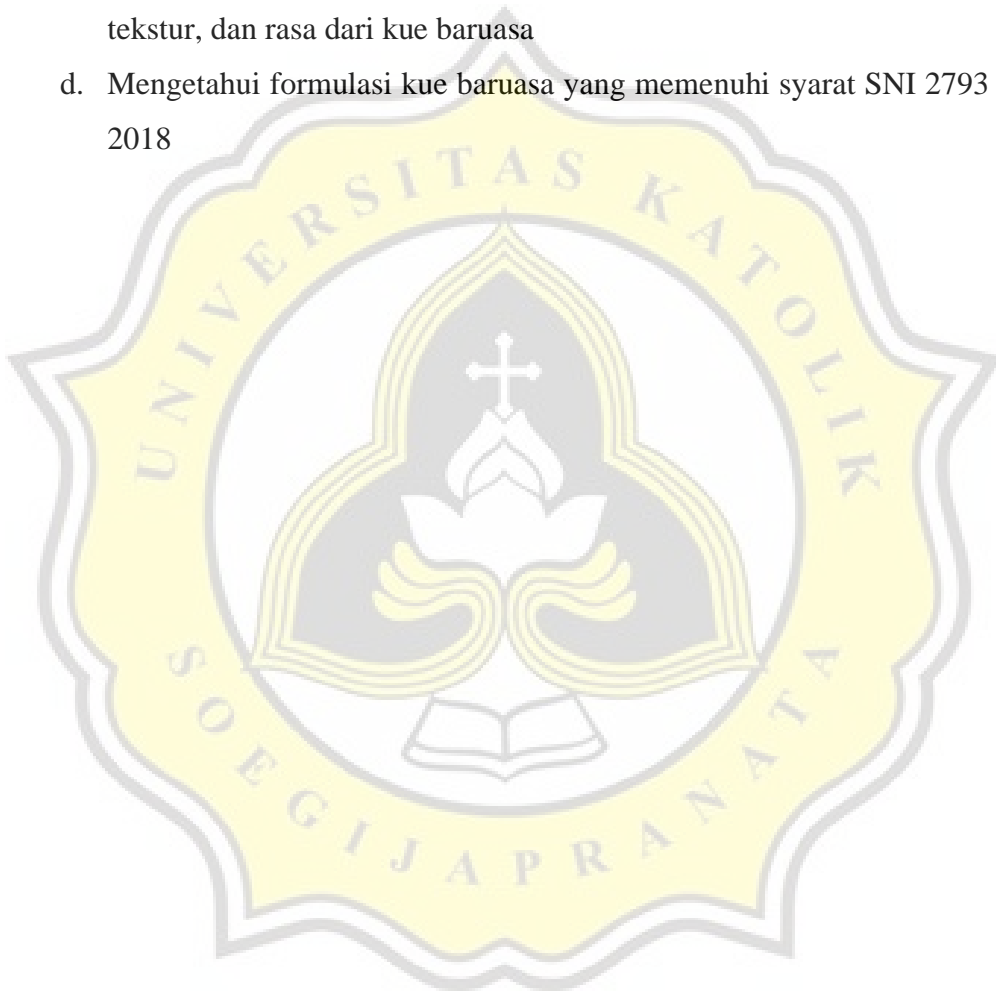 tekstur, dan rasa dari kue baruasa
d. Mengetahui formulasi kue baruasa yang memenuhi syarat SNI 2793
2018
UNIVERSITAS KATOLIK
SOEGIJAPRANATA